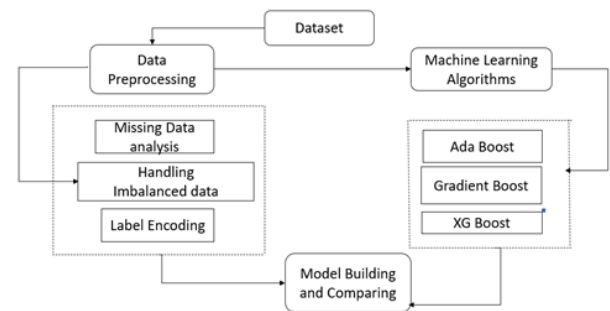 Dataset
Data
Preprocessing
Machine Learning
Algorithms
Missing Data
analysis
Handling
Imbalanced data
Label Encoding
Ada Boost
Gradient Boost
XG Boost
Model Building
and Comparing